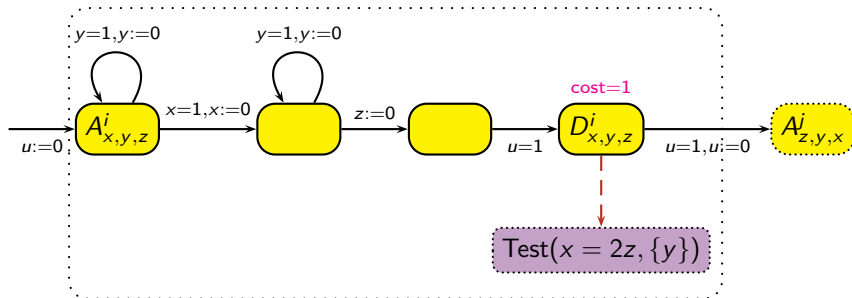 y=1,y:=0
y=1,y:=0
cost=1
A^i_{x,y,z}
x=1,x:=0
z:=0
D^i_{x,y,z}
A^j_{z,y,x}
u:=0
u=1
u=1,u:=0
Test(x = 2z, {y})